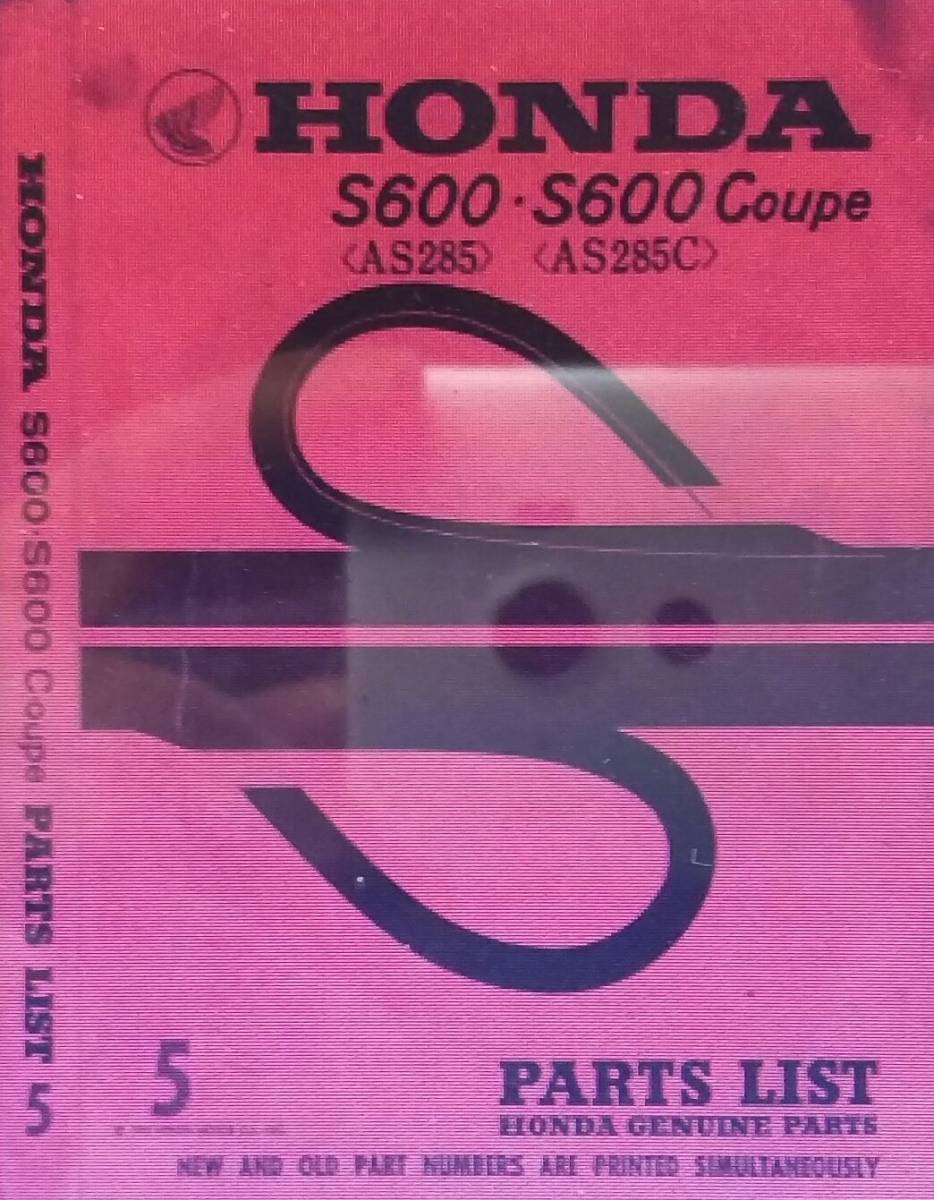 HONDA
S600・S600 Coupe
〈AS285〉 〈AS285C〉
HONDA S600・S600 Coupe PARTS LIST 5
5
PARTS LIST
HONDA GENUINE PARTS
NEW AND OLD PART NUMBERS ARE PRINTED SIMULTANEOUSLY